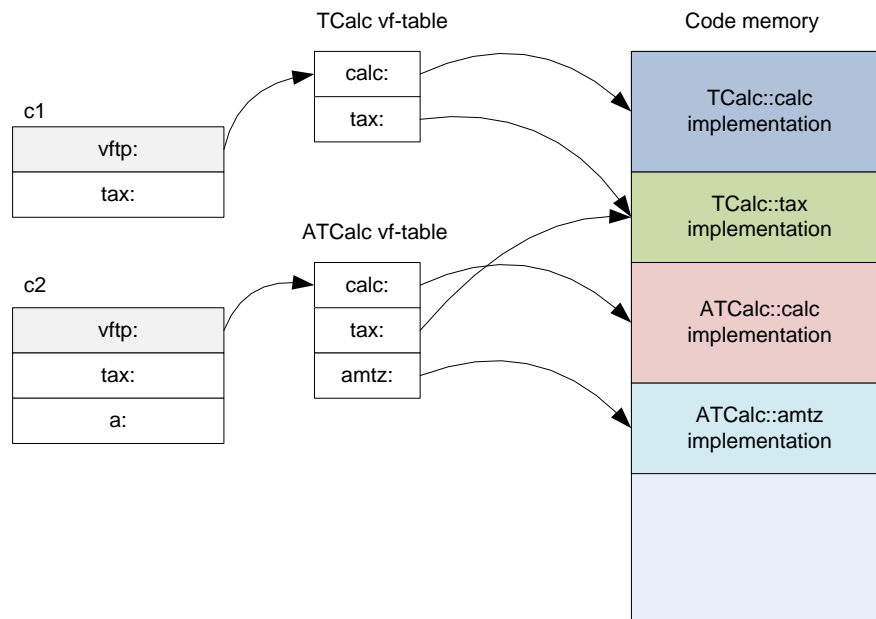 TCalc vf-table
Code memory
calc:
tax:
c1
vftp:
tax:
TCalc::calc
implementation
TCalc::tax
implementation
ATCalc vf-table
c2
calc:
tax:
amtz:
vftp:
tax:
a:
ATCalc::calc
implementation
ATCalc::amtz
implementation